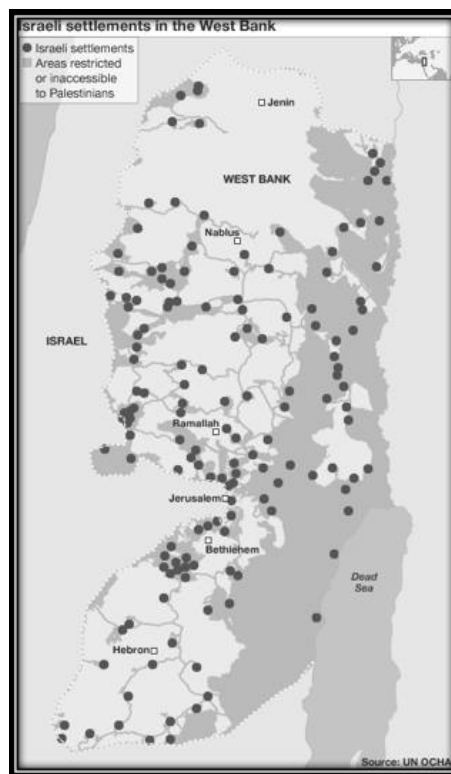 Israeli settlements in the West Bank
Israeli settlements
Areas restricted
or inaccessible
to Palestinians
Jenin
WEST BANK
Nablus
ISRAEL
Ramallah
Jerusalem
Bethlehem
Dead
Sea
Hebron
Source: UN OCHA